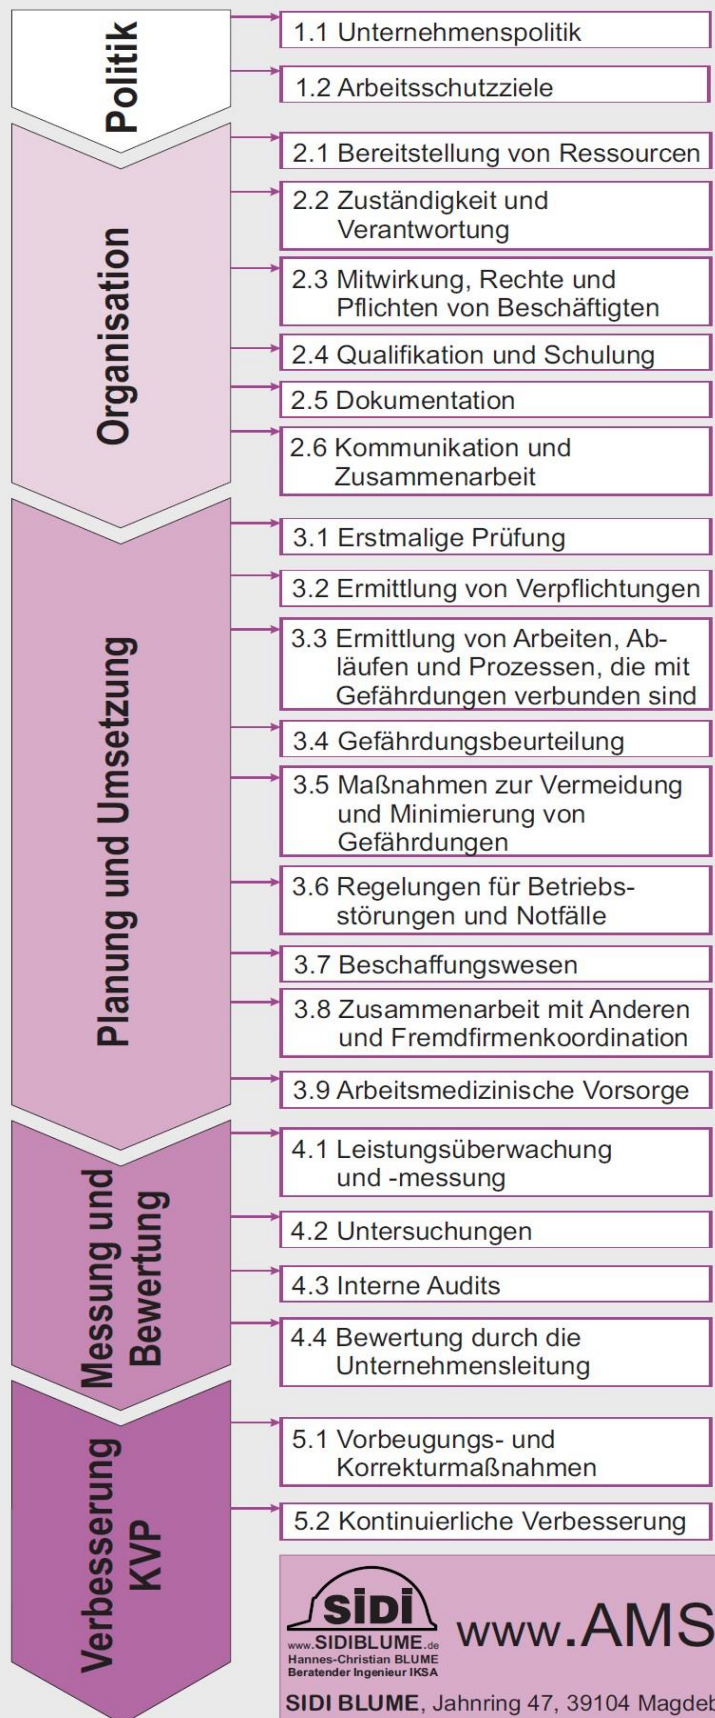 Politik
1.1 Unternehmenspolitik
1.2 Arbeitsschutzziele
Organisation
2.1 Bereitstellung von Ressourcen
2.2 Zuständigkeit und
Verantwortung
2.3 Mitwirkung, Rechte und
Pflichten von Beschäftigten
2.4 Qualifikation und Schulung
2.5 Dokumentation
2.6 Kommunikation und
Zusammenarbeit
Planung und Umsetzung
3.1 Erstmalige Prüfung
3.2 Ermittlung von Verpflichtungen
3.3 Ermittlung von Arbeiten, Ab-
läufen und Prozessen, die mit
Gefährdungen verbunden sind
3.4 Gefährdungsbeurteilung
3.5 Maßnahmen zur Vermeidung
und Minimierung von
Gefährdungen
3.6 Regelungen für Betriebs-
störungen und Notfälle
3.7 Beschaffungswesen
3.8 Zusammenarbeit mit Anderen
und Fremdfirmenkoordination
3.9 Arbeitsmedizinische Vorsorge
Messung und
Bewertung
4.1 Leistungsüberwachung
und -messung
4.2 Untersuchungen
4.3 Interne Audits
4.4 Bewertung durch die
Unternehmensleitung
Verbesserung
KVP
5.1 Vorbeugungs- und
Korrekturmaßnahmen
5.2 Kontinuierliche Verbesserung
SiDi
www.SIDIBLUME.de
Hannes-Christian BLUME
Beratender Ingenieur IKSA
www.AMS
SIDI BLUME, Jahnring 47, 39104 Magdeb